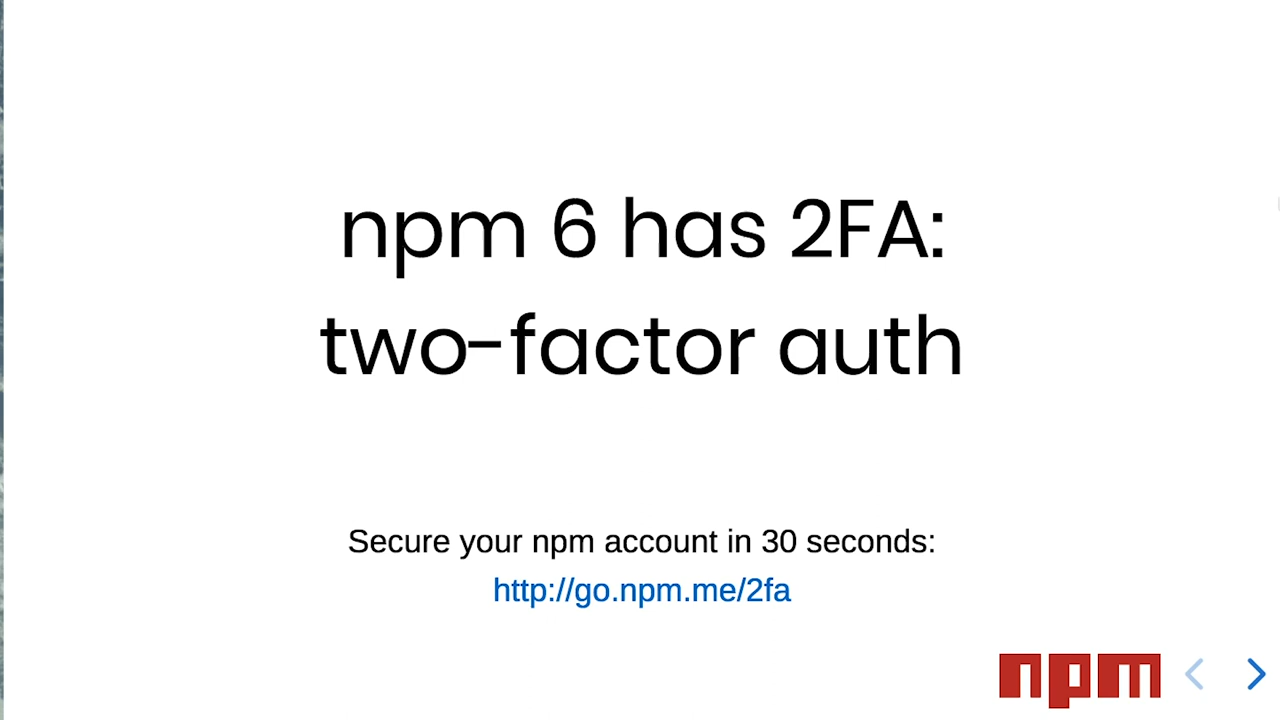 npm 6 has 2FA:
two-factor auth
Secure your npm account in 30 seconds:
http://go.npm.me/2fa
npm